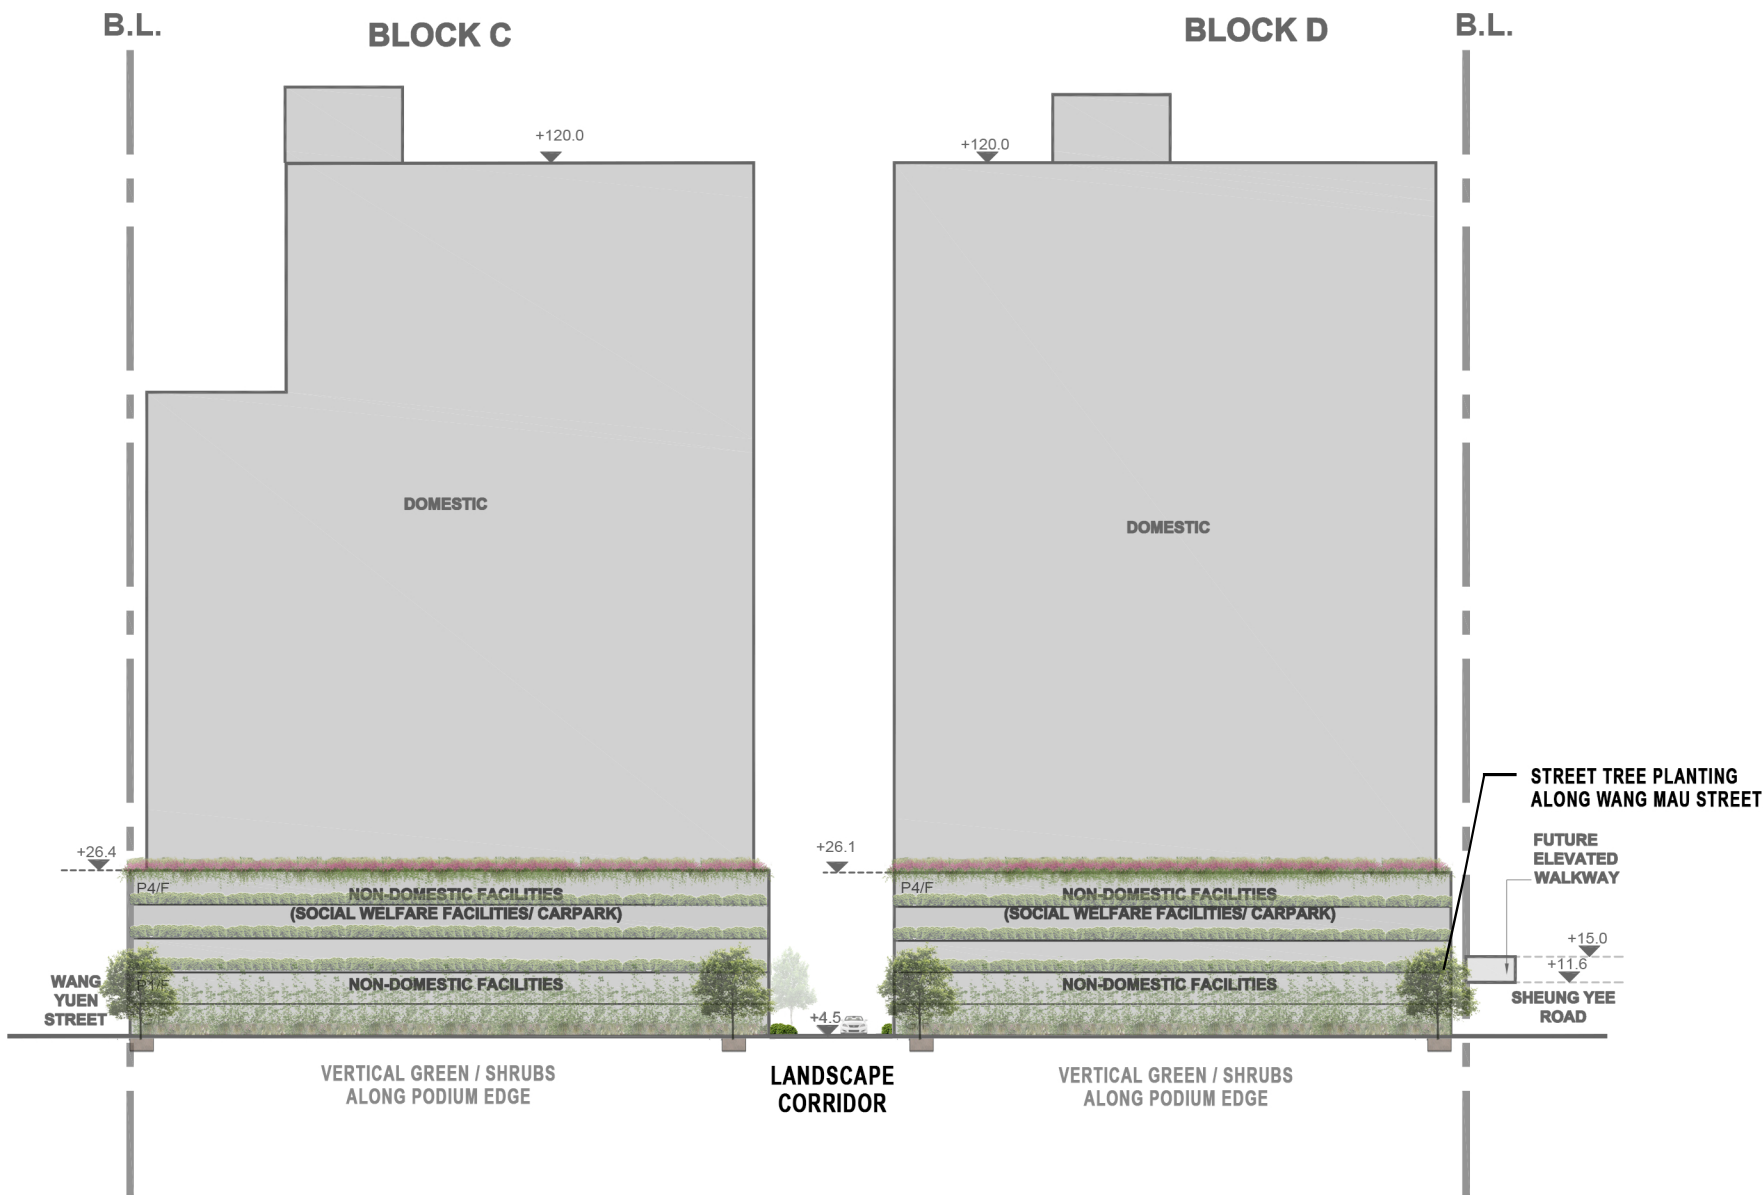 B.L.
BLOCK C
BLOCK D
B.L.
+120.0
+120.0
DOMESTIC
DOMESTIC
STREET TREE PLANTING
ALONG WANG MAU STREET
FUTURE
ELEVATED
WALKWAY
+26.4
+26.1
P4/F
NON-DOMESTIC FACILITIES
(SOCIAL WELFARE FACILITIES/ CARPARK)
P4/F
NON-DOMESTIC FACILITIES
(SOCIAL WELFARE FACILITIES/ CARPARK)
+15.0
+11.6
WANG
YUEN
STREET
P1/F
NON-DOMESTIC FACILITIES
NON-DOMESTIC FACILITIES
SHEUNG YEE
ROAD
+4.5
VERTICAL GREEN / SHRUBS
ALONG PODIUM EDGE
LANDSCAPE
CORRIDOR
VERTICAL GREEN / SHRUBS
ALONG PODIUM EDGE